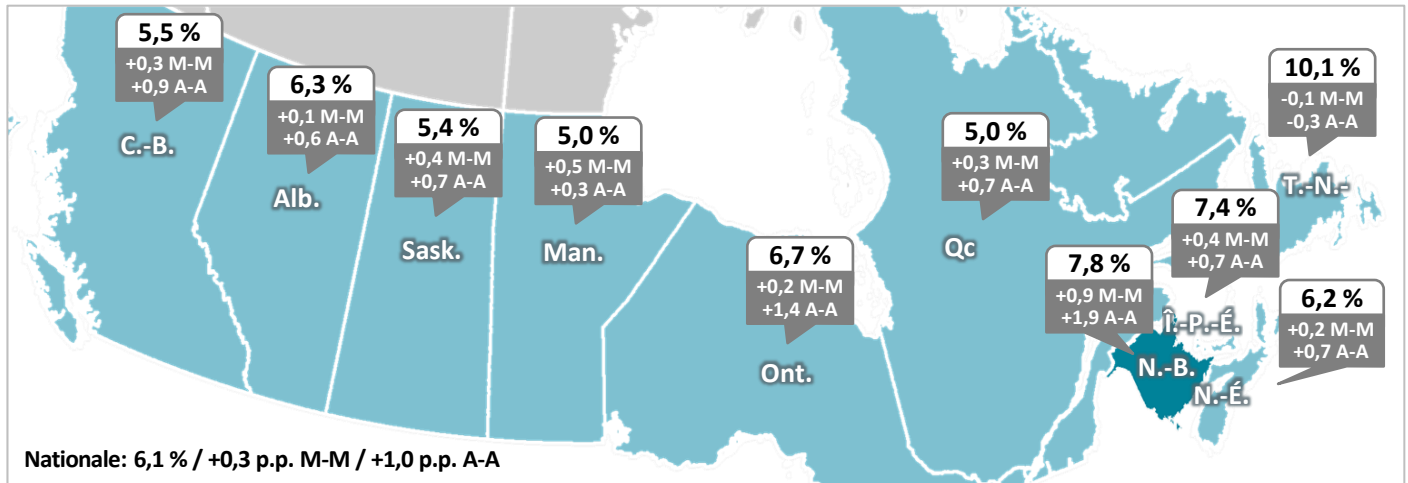 5,5 %
+0,3 M-M
+0,9 A-A
C.-B.
6,3 %
+0,1 M-M
+0,6 A-A
Alb.
5,4 %
+0,4 M-M
+0,7 A-A
Sask.
5,0 %
+0,5 M-M
+0,3 A-A
Man.
6,7 %
+0,2 M-M
+1,4 A-A
Ont.
5,0 %
+0,3 M-M
+0,7 A-A
Qc
10,1 %
-0,1 M-M
-0,3 A-A
T.-N.-
7,4 %
+0,4 M-M
+0,7 A-A
Î.-P.-É.
7,8 %
+0,9 M-M
+1,9 A-A
N.-B.
6,2 %
+0,2 M-M
+0,7 A-A
N.-É.
Nationale: 6,1 % / +0,3 p.p. M-M / +1,0 p.p. A-A